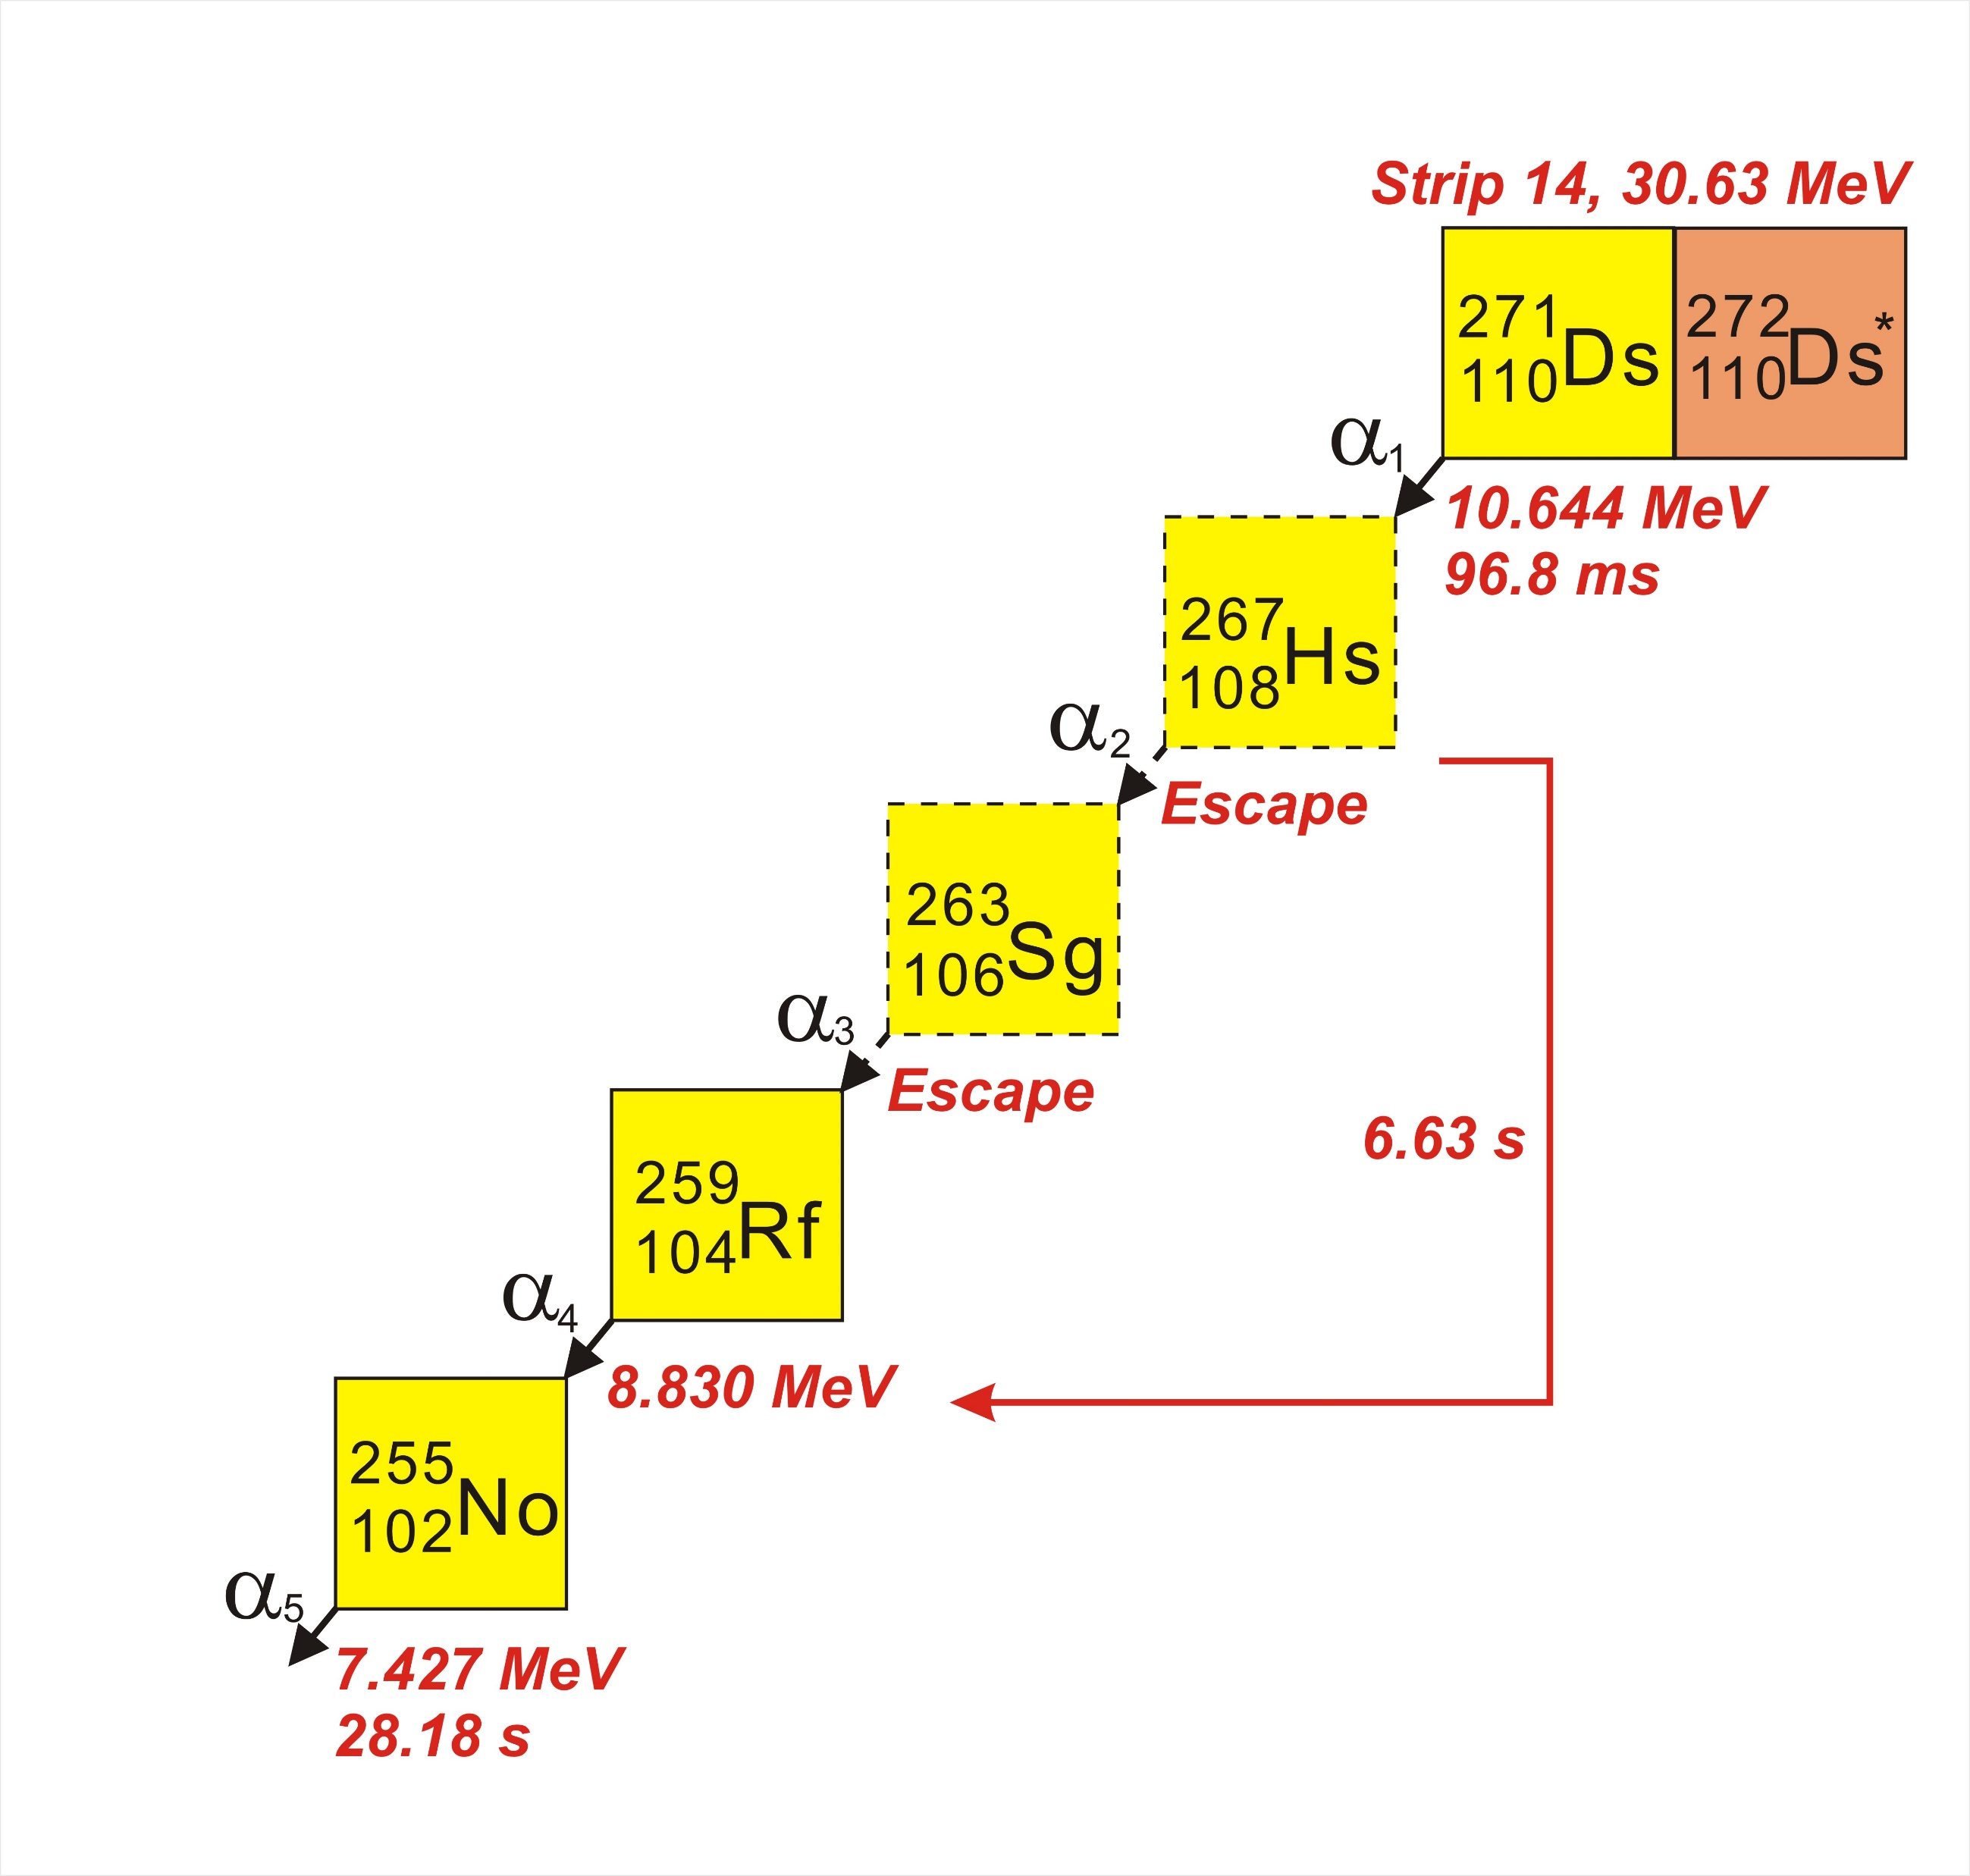 Strip 14, 30.63 MeV
271
110Ds
272
110Ds*
α1
10.644 MeV
96.8 ms
267
108Hs
α2
Escape
263
106Sg
α3
Escape
6.63 s
259
104Rf
α4
8.830 MeV
255
102No
α5
7.427 MeV
28.18 s